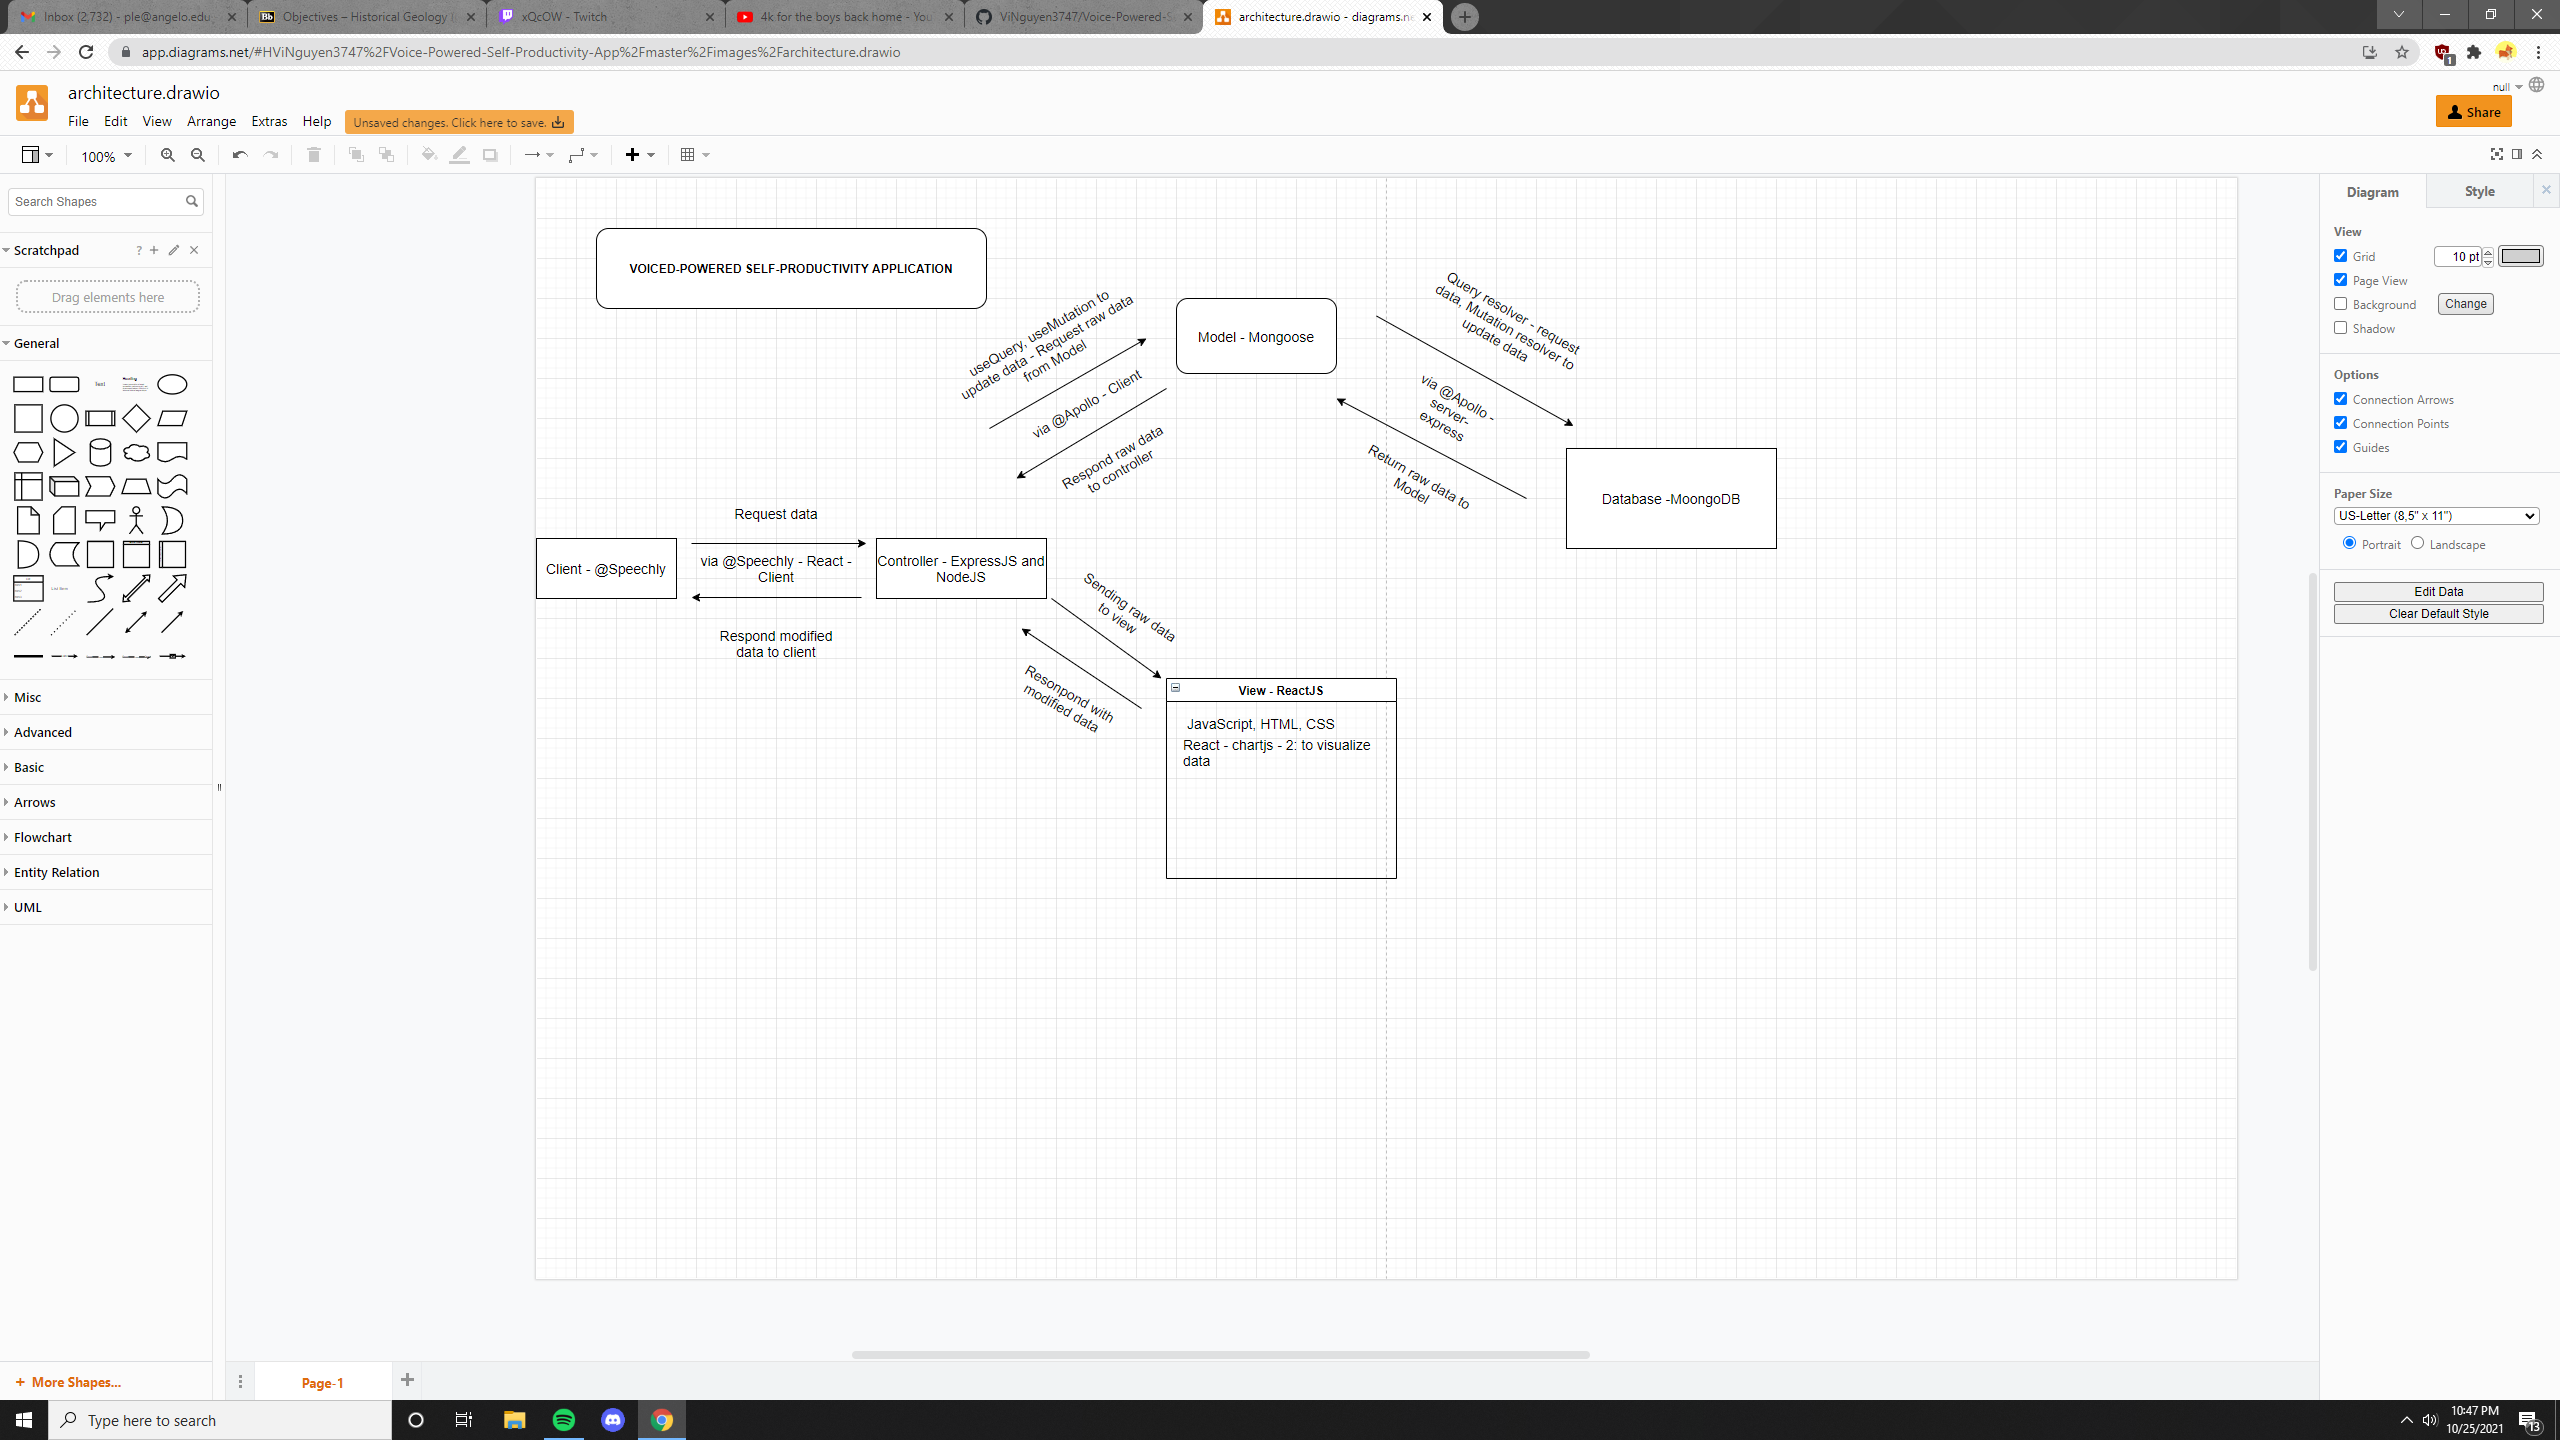 Inbox (2,732) - ple@angelo.edu
Objectives – Historical Geology
xQcOW - Twitch
4k for the boys back home - You
ViNguyen3747/Voice-Powered-S
architecture.drawio - diagrams.ne
app.diagrams.net/#HViNguyen3747%2FVoice-Powered-Self-Productivity-App%2Fmaster%2Fimages%2Farchitecture.drawio
architecture.drawio
null
File Edit View Arrange Extras Help
Unsaved changes. Click here to save.
Share
100%
Search Shapes
Scratchpad
Drag elements here
General
Misc
Advanced
Basic
Arrows
Flowchart
Entity Relation
UML
+ More Shapes...
VOICED-POWERED SELF-PRODUCTIVITY APPLICATION
useQuery, useMutation to
update data - Request raw data
from Model
via @Apollo - Client
Respond raw data
to controller
Model - Mongoose
Query resolver - request
data, Mutation resolver to
update data
via @Apollo -
server-
express
Return raw data to
Model
Database -MoongoDB
Request data
Client - @Speechly
via @Speechly - React -
Client
Controller - ExpressJS and
NodeJS
Respond modified
data to client
Sending raw data
to view
Resonpond with
modified data
View - ReactJS
JavaScript, HTML, CSS
React - chartjs - 2: to visualize
data
Diagram
Style
View
Grid
10 pt
Page View
Background
Change
Shadow
Options
Connection Arrows
Connection Points
Guides
Paper Size
US-Letter (8,5" x 11")
Portrait
Landscape
Edit Data
Clear Default Style
Page-1
Type here to search
10:47 PM
10/25/2021
13